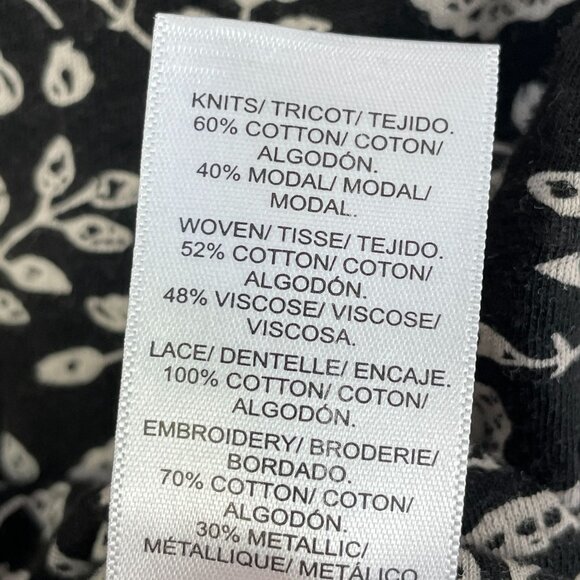 KNITS/ TRICOT/ TEJIDO.
60% COTTON/ COTON/
ALGODÓN.
40% MODAL/ MODAL/
MODAL.
WOVEN/ TISSE/ TEJIDO.
52% COTTON/ COTON/
ALGODÓN.
48% VISCOSE/ VISCOSE/
VISCOSA.
LACE/ DENTELLE/ ENCAJE.
100% COTTON/ COTON/
ALGODÓN.
EMBROIDERY/ BRODERIE/
BORDADO.
70% COTTON/ COTON/
ALGODÓN.
30% METALLIC/
MÉTALLIQUE/ METÁLICO.